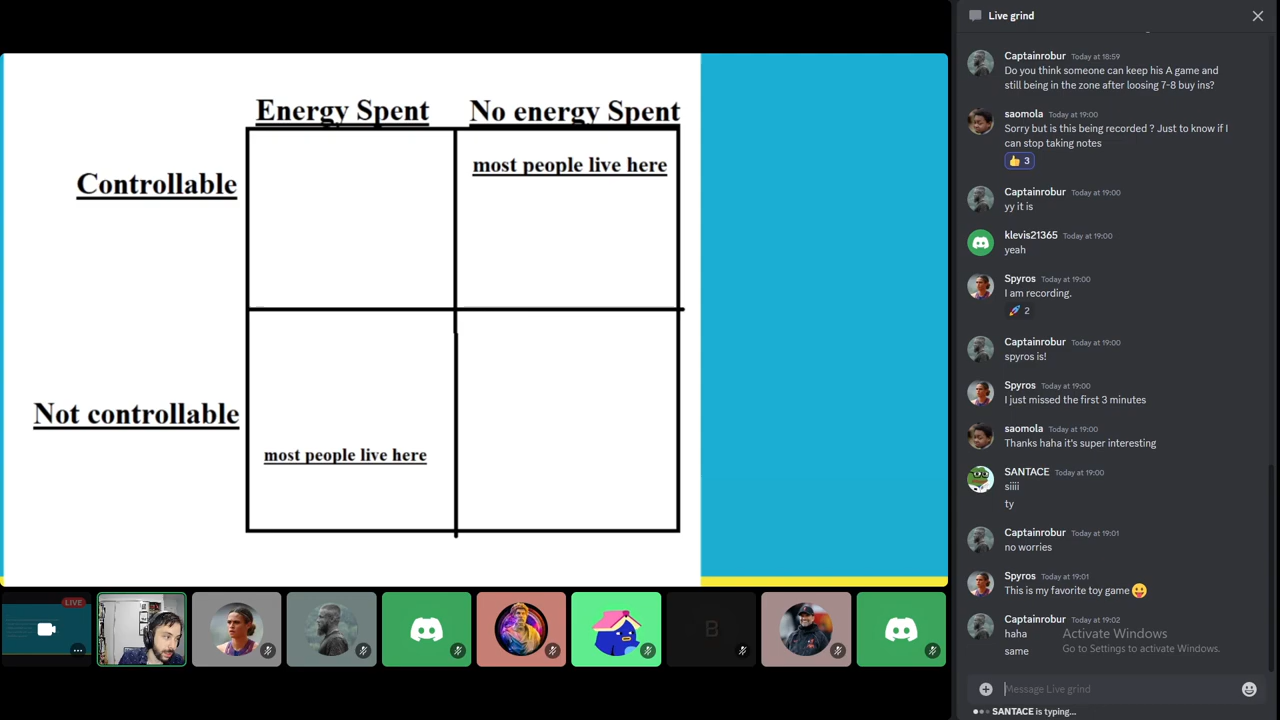 Energy Spent
No energy Spent
Controllable
most people live here
Not controllable
most people live here
LIVE
B
Live grind
Captainrobur Today at 18:59
Do you think someone can keep his A game and
still being in the zone after loosing 7-8 buy ins?
saomola Today at 19:00
Sorry but is this being recorded ? Just to know if I
can stop taking notes
👍 3
Captainrobur Today at 19:00
yy it is
klevis21365 Today at 19:00
yeah
Spyros Today at 19:00
I am recording.
🚀 2
Captainrobur Today at 19:00
spyros is!
Spyros Today at 19:00
I just missed the first 3 minutes
saomola Today at 19:00
Thanks haha it's super interesting
SANTACE Today at 19:00
siiii
ty
Captainrobur Today at 19:01
no worries
Spyros Today at 19:01
This is my favorite toy game 😛
Captainrobur Today at 19:02
haha
same
Activate Windows
Go to Settings to activate Windows.
Message Live grind
SANTACE is typing...